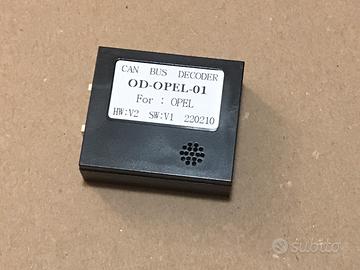 CAN BUS DECODER
OD-OPEL-01
For : OPEL
HW:V2 SW:V1 220210
subito